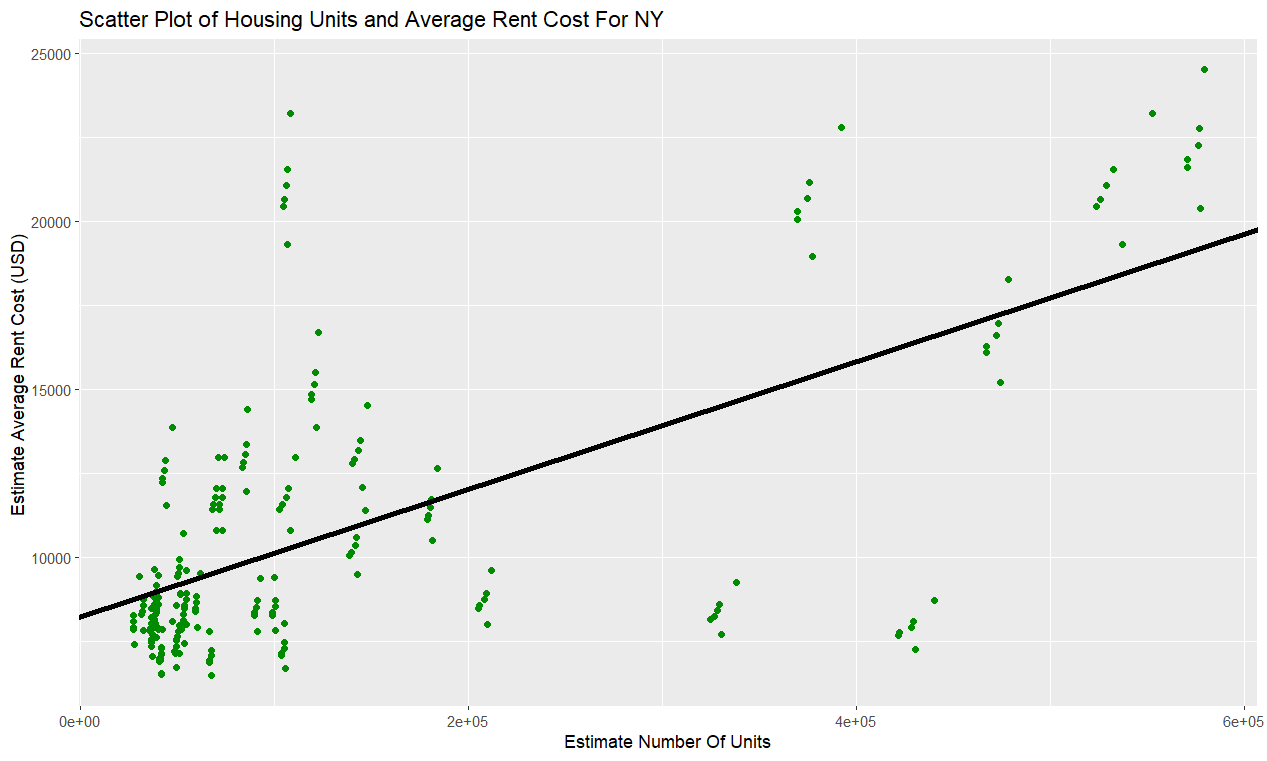 Scatter Plot of Housing Units and Average Rent Cost For NY
Estimate Average Rent Cost (USD)
25000
20000
15000
10000
0e+00
2e+05
4e+05
6e+05
Estimate Number Of Units